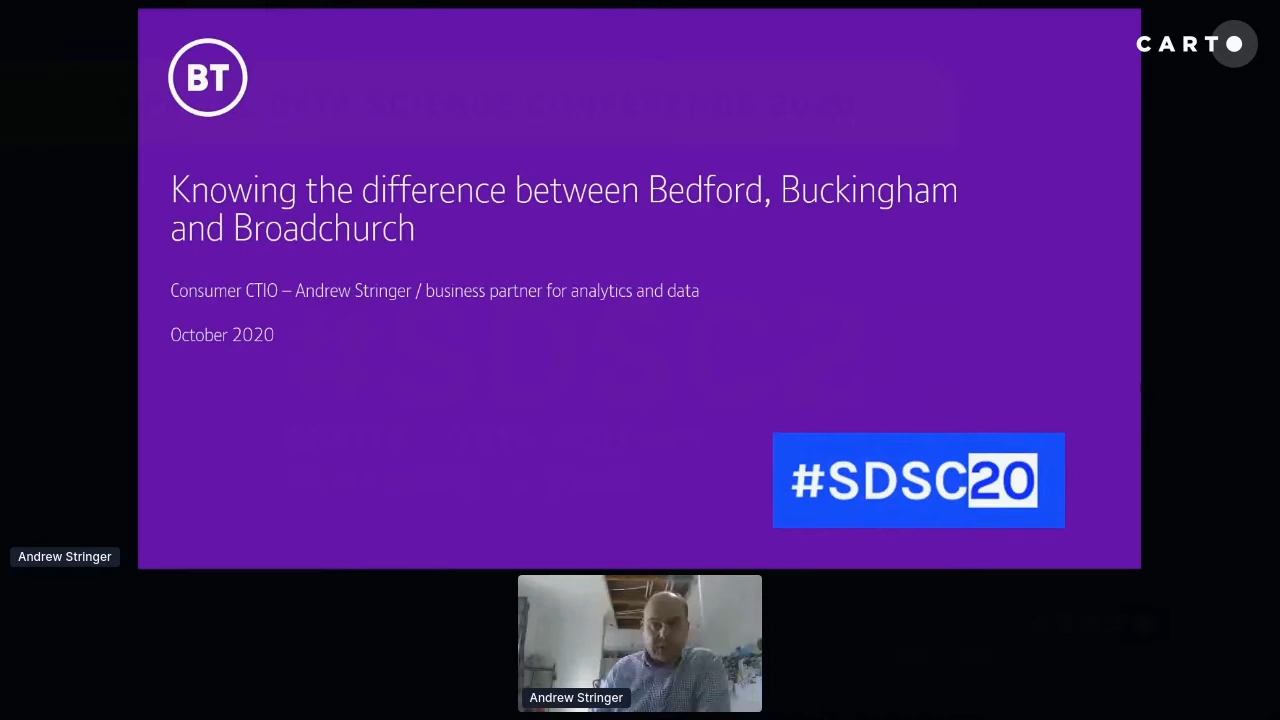 BT
CARTO
Knowing the difference between Bedford, Buckingham
and Broadchurch
Consumer CTIO – Andrew Stringer / business partner for analytics and data
October 2020
#SDSC20
Andrew Stringer
Andrew Stringer